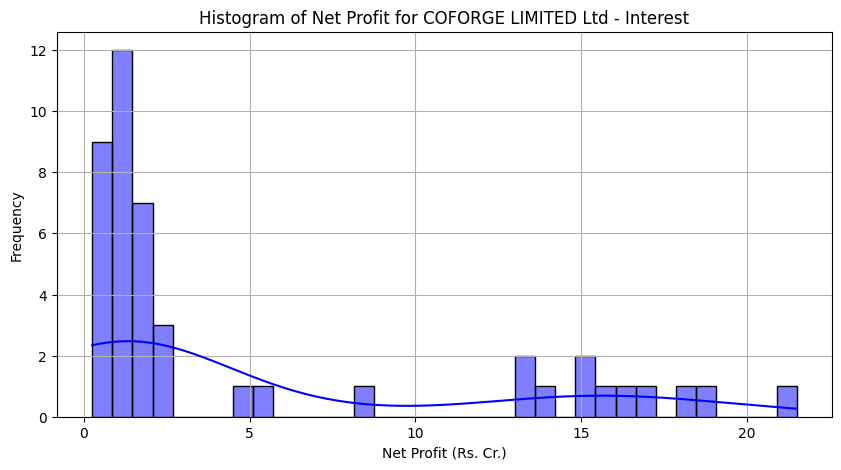 Histogram of Net Profit for COFORGE LIMITED Ltd - Interest
12
10
8
6
4
2
0
Frequency
0 5 10 15 20
Net Profit (Rs. Cr.)